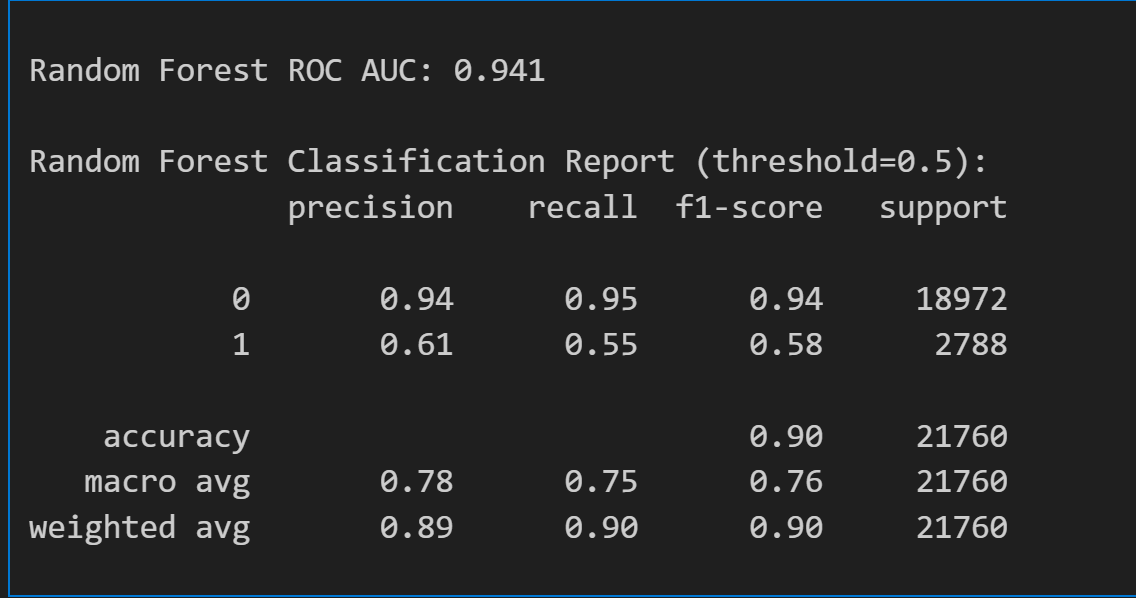 Random Forest ROC AUC: 0.941
Random Forest Classification Report (threshold=0.5):
              precision    recall  f1-score   support
           0       0.94      0.95      0.94     18972
           1       0.61      0.55      0.58      2788
    accuracy                           0.90     21760
   macro avg       0.78      0.75      0.76     21760
weighted avg       0.89      0.90      0.90     21760